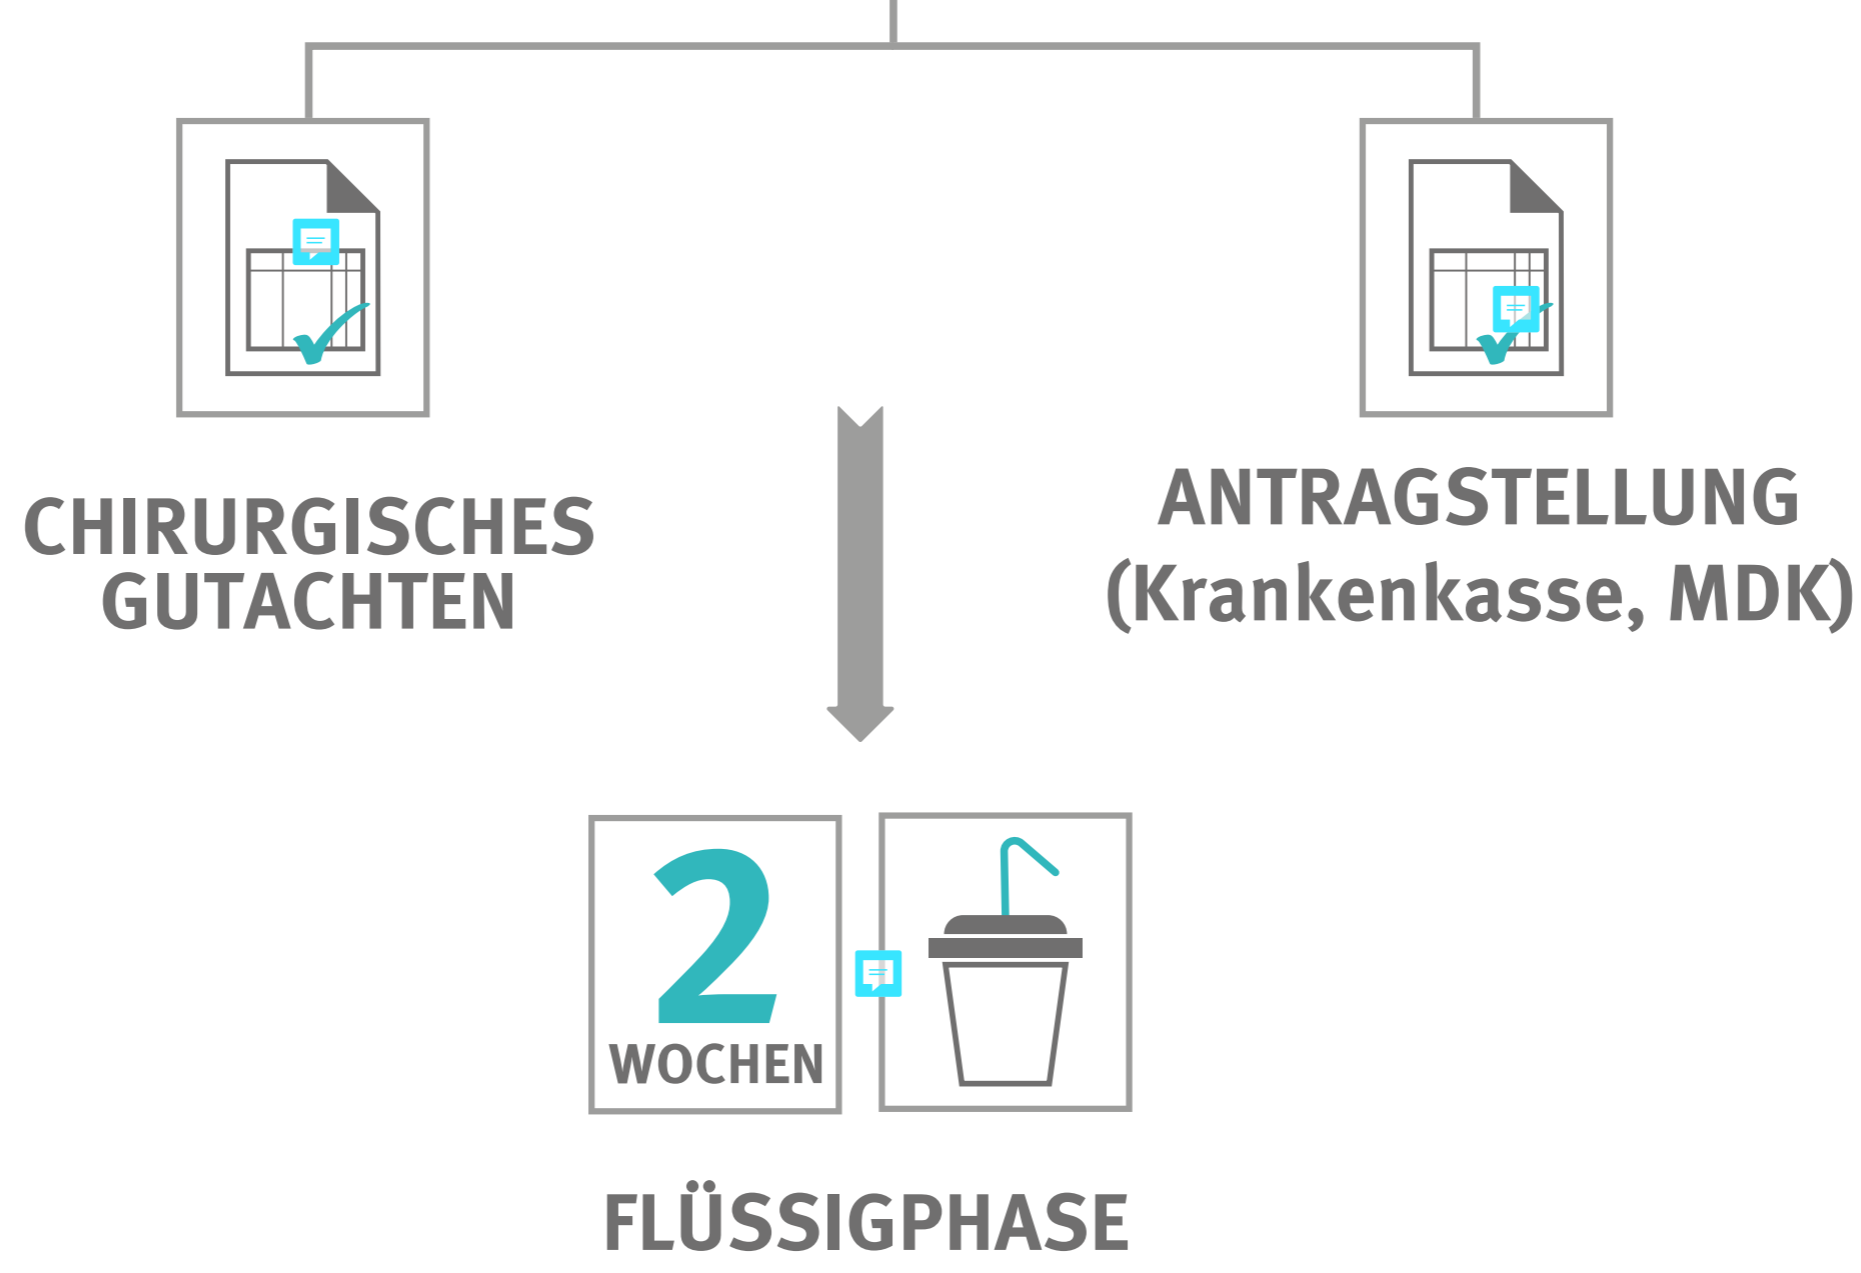 CHIRURGISCHES
GUTACHTEN
ANTRAGSTELLUNG
(Krankenkasse, MDK)
2
WOCHEN
FLÜSSIGPHASE